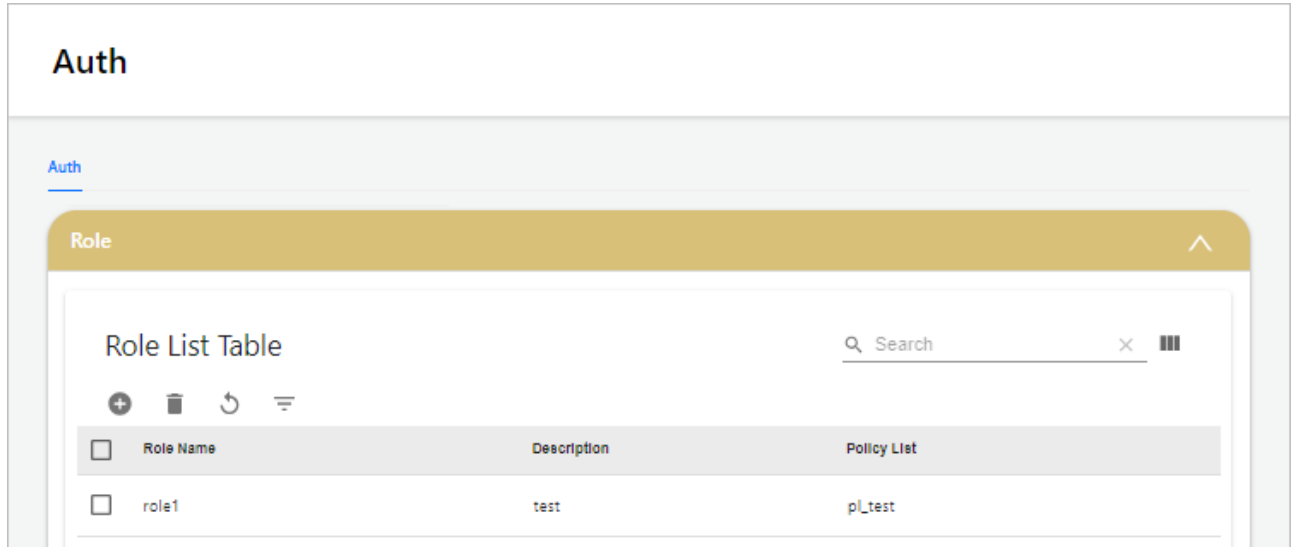 Auth
Auth
Role
Role List Table
Search
Role Name Description Policy List
role1 test pl_test